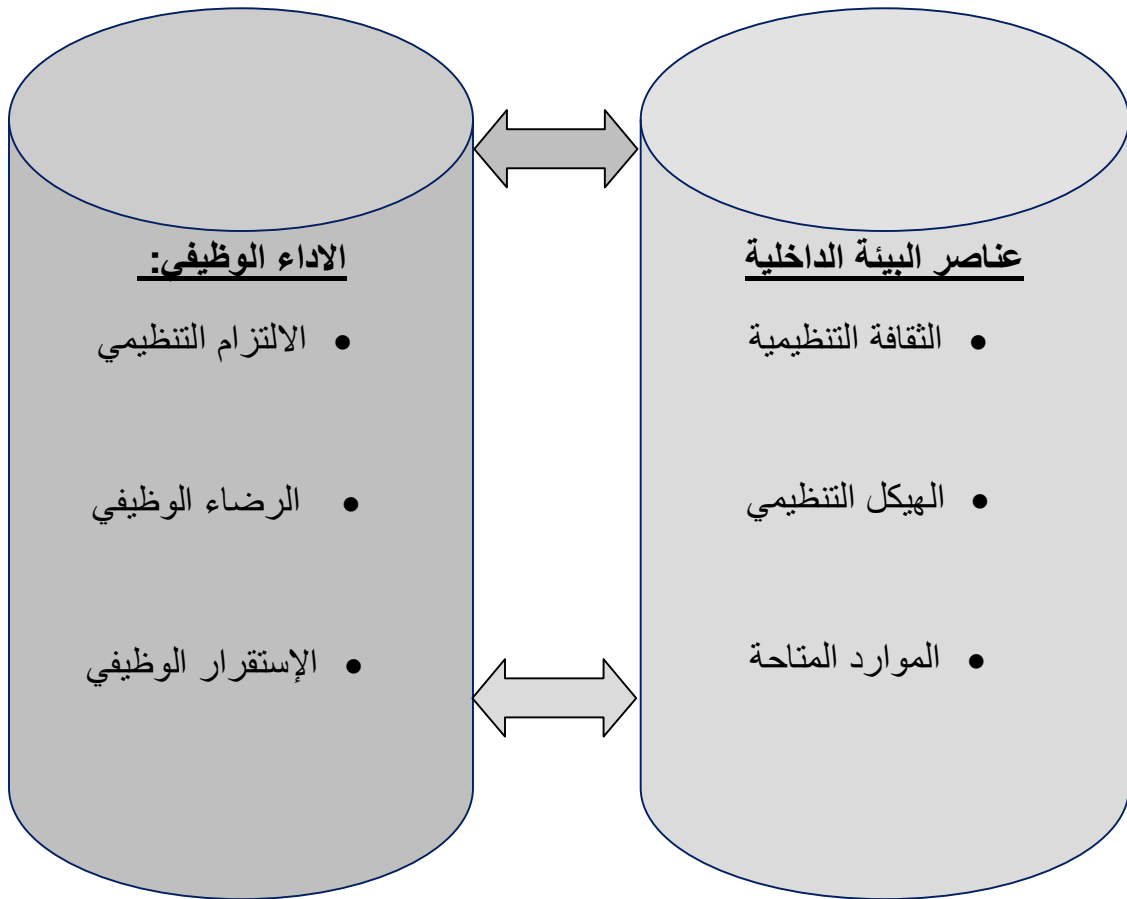 عناصر البيئة الداخلية
• الثقافة التنظيمية
• الهيكل التنظيمي
• الموارد المتاحة
الاداء الوظيفي:
• الالتزام التنظيمي
• الرضاء الوظيفي
• الإستقرار الوظيفي